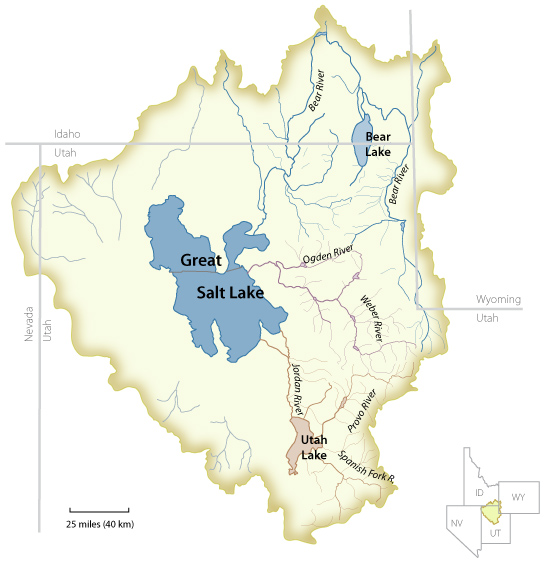 Bear River
Idaho
Utah
Bear
Lake
Bear River
Ogden River
Great
Salt Lake
Wyoming
Utah
Nevada
Utah
Weber River
Jordan River
Provo River
Utah
Lake
Spanish Fork R.
25 miles (40 km)
ID
WY
NV
UT